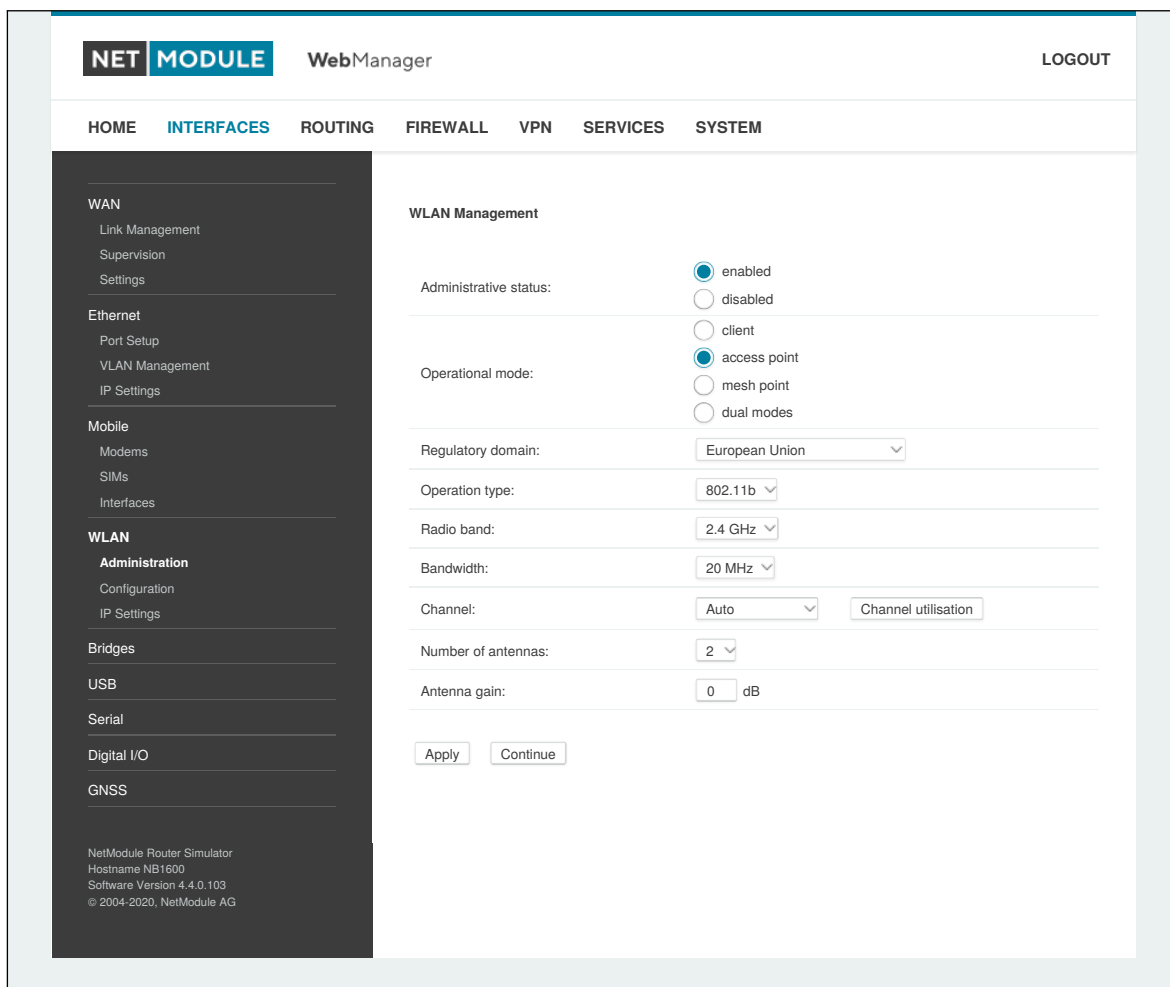 NET MODULE WebManager LOGOUT
HOME INTERFACES ROUTING FIREWALL VPN SERVICES SYSTEM
WAN
Link Management
Supervision
Settings
Ethernet
Port Setup
VLAN Management
IP Settings
Mobile
Modems
SIMs
Interfaces
WLAN
Administration
Configuration
IP Settings
Bridges
USB
Serial
Digital I/O
GNSS
NetModule Router Simulator
Hostname NB1600
Software Version 4.4.0.103
© 2004-2020, NetModule AG
WLAN Management
Administrative status:
enabled
disabled
Operational mode:
client
access point
mesh point
dual modes
Regulatory domain: European Union
Operation type: 802.11b
Radio band: 2.4 GHz
Bandwidth: 20 MHz
Channel: Auto Channel utilisation
Number of antennas: 2
Antenna gain: 0 dB
Apply Continue